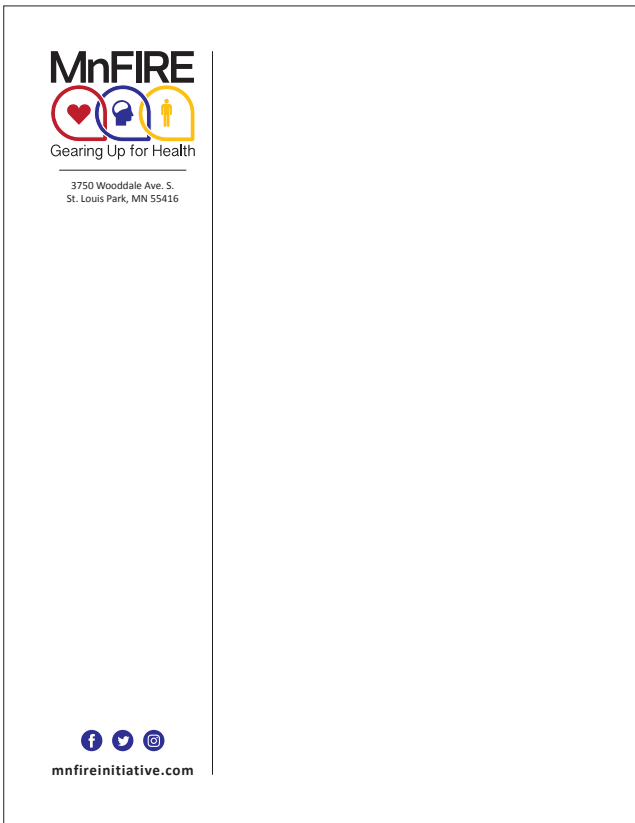 MnFIRE
Gearing Up for Health
3750 Wooddale Ave. S.
St. Louis Park, MN 55416
mnfireinitiative.com